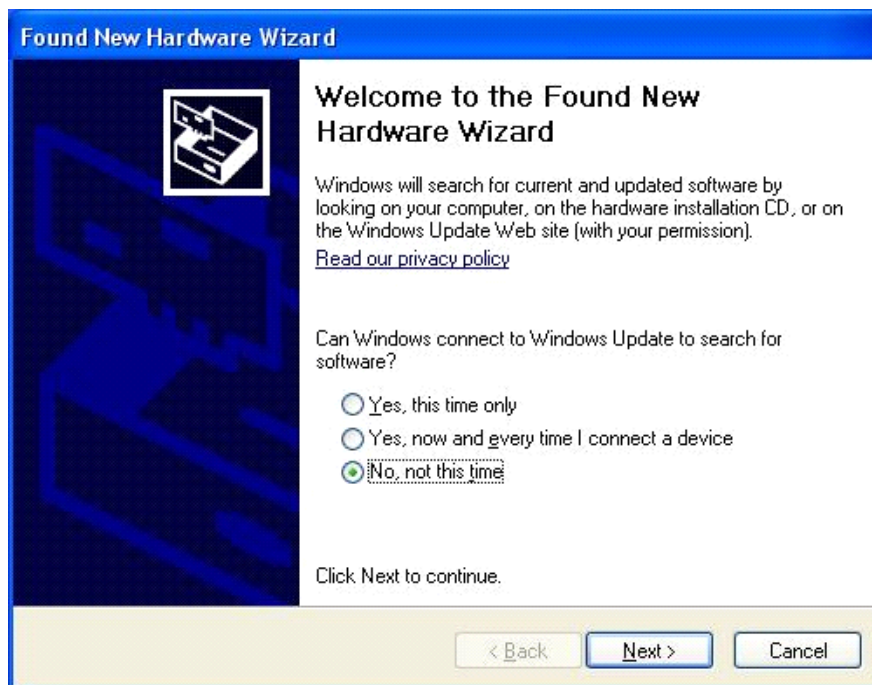 Found New Hardware Wizard
Welcome to the Found New
Hardware Wizard
Windows will search for current and updated software by
looking on your computer, on the hardware installation CD, or on
the Windows Update Web site (with your permission).
Read our privacy policy
Can Windows connect to Windows Update to search for
software?
Yes, this time only
Yes, now and every time I connect a device
No, not this time
Click Next to continue.
< Back
Next >
Cancel